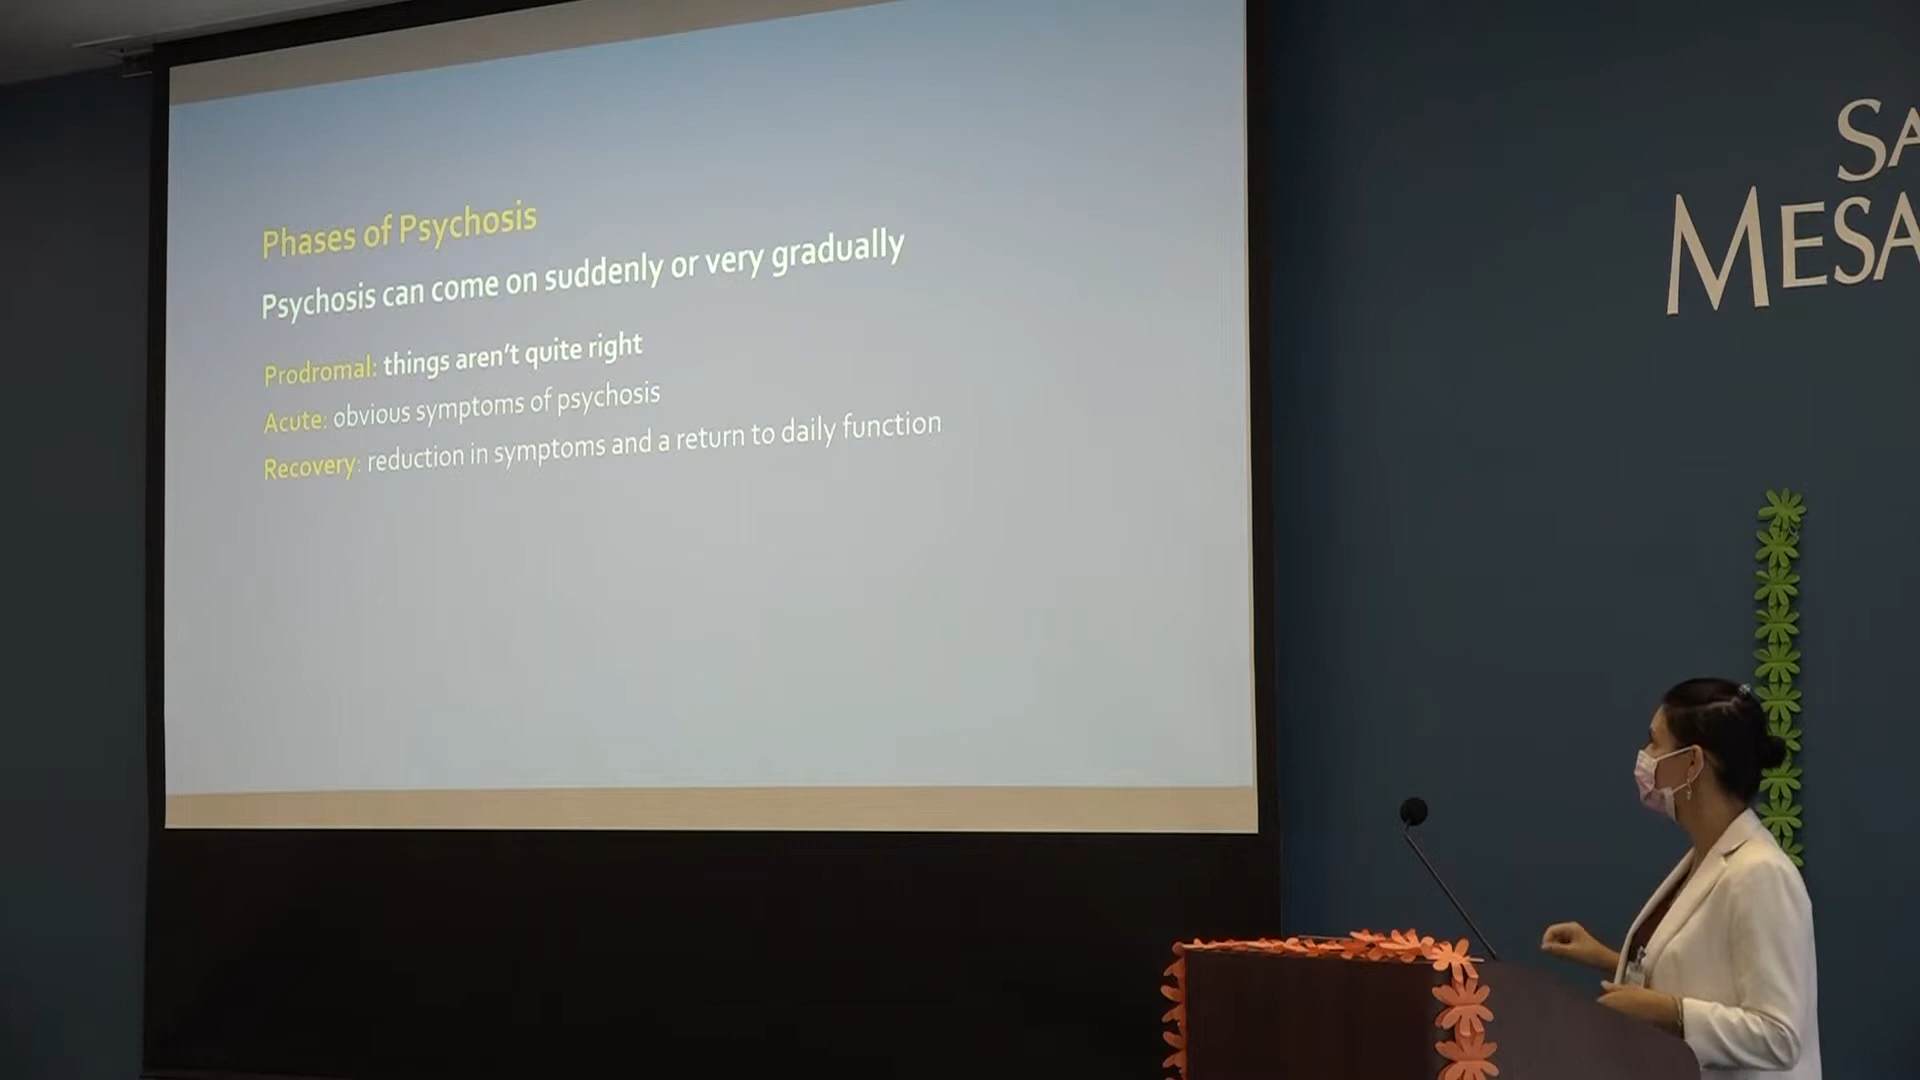 Phases of Psychosis
Psychosis can come on suddenly or very gradually
Prodromal: things aren't quite right
Acute: obvious symptoms of psychosis
Recovery: reduction in symptoms and a return to daily function
SA
MESA